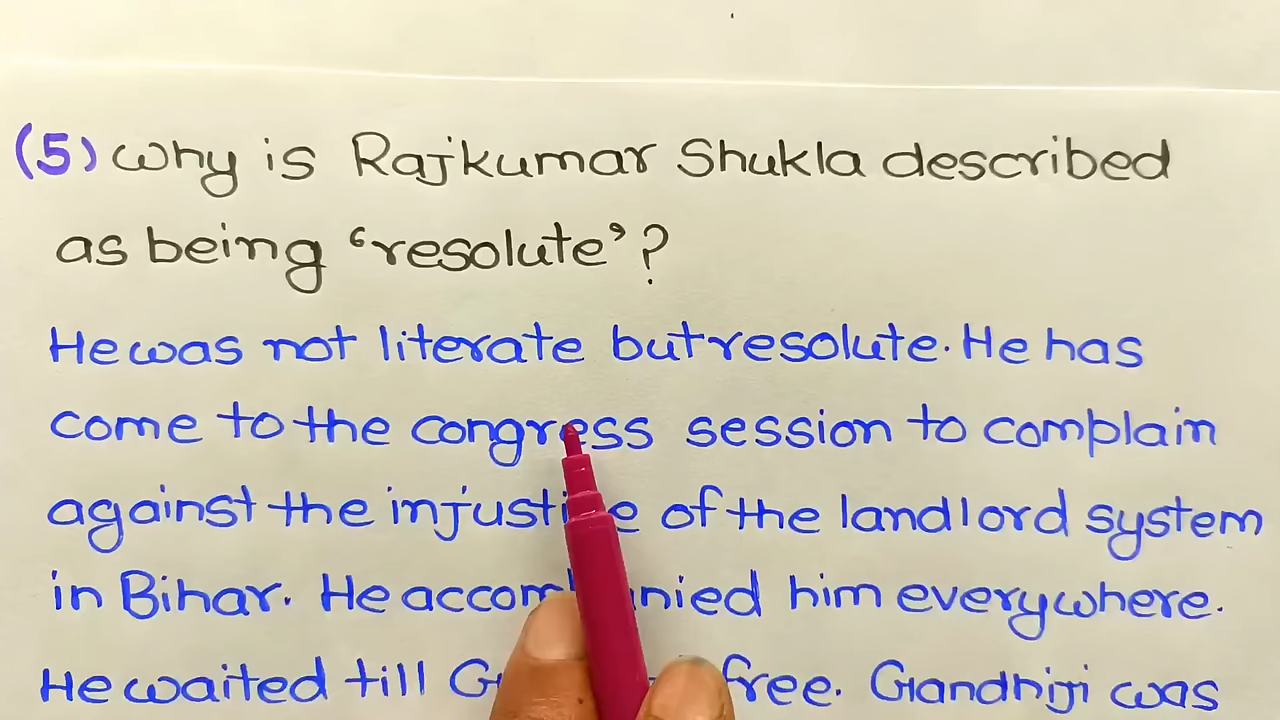 (5) Why is Rajkumar Shukla described
as being ‘resolute’?
He was not literate but resolute. He has
come to the congress session to complain
against the injustice of the landlord system
in Bihar. He accompanied him everywhere.
He waited till free. Gandhiji was